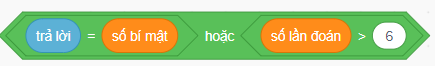 trả lời = số bí mật hoặc số lần đoán > 6